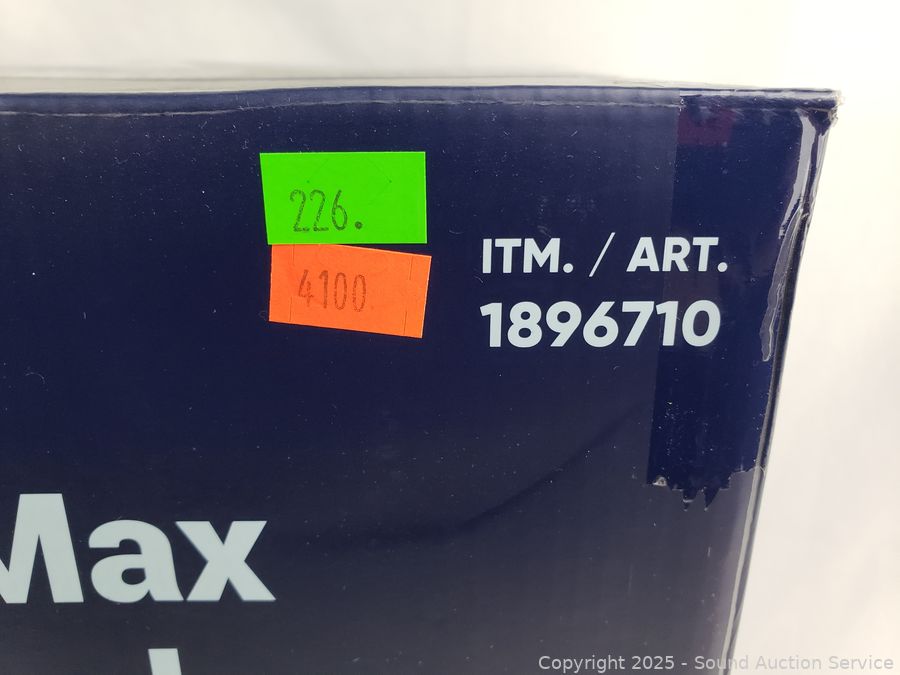 226.
4100
ITM. / ART.
1896710
Max
Copyright 2025 - Sound Auction Service